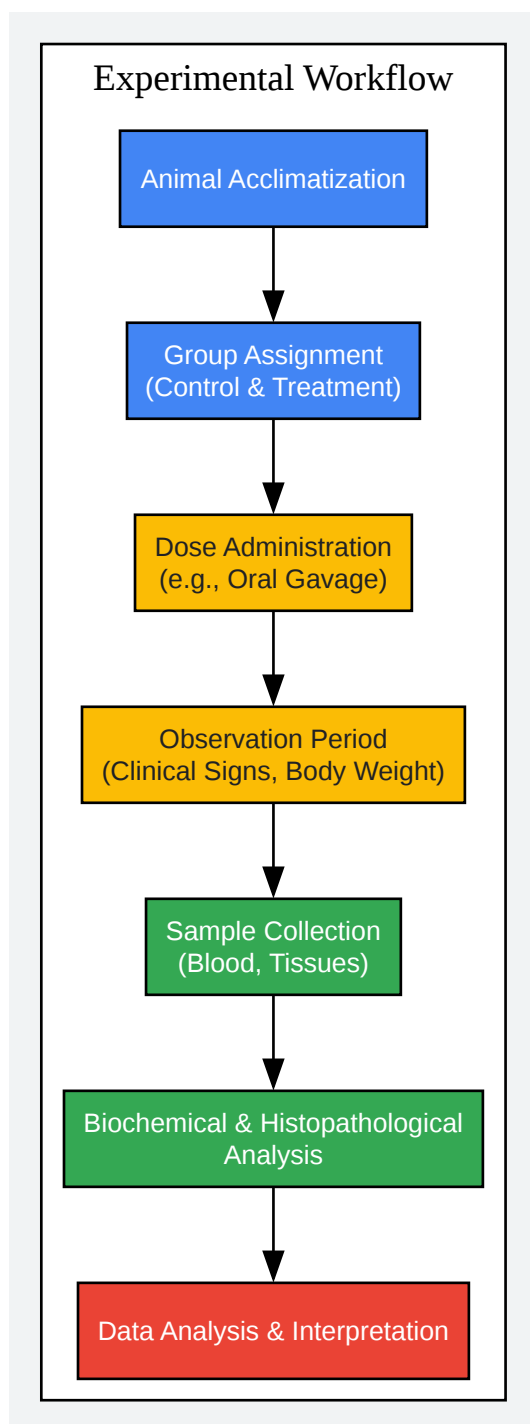 Experimental Workflow
Animal Acclimatization
Group Assignment
(Control & Treatment)
Dose Administration
(e.g., Oral Gavage)
Observation Period
(Clinical Signs, Body Weight)
Sample Collection
(Blood, Tissues)
Biochemical & Histopathological
Analysis
Data Analysis & Interpretation